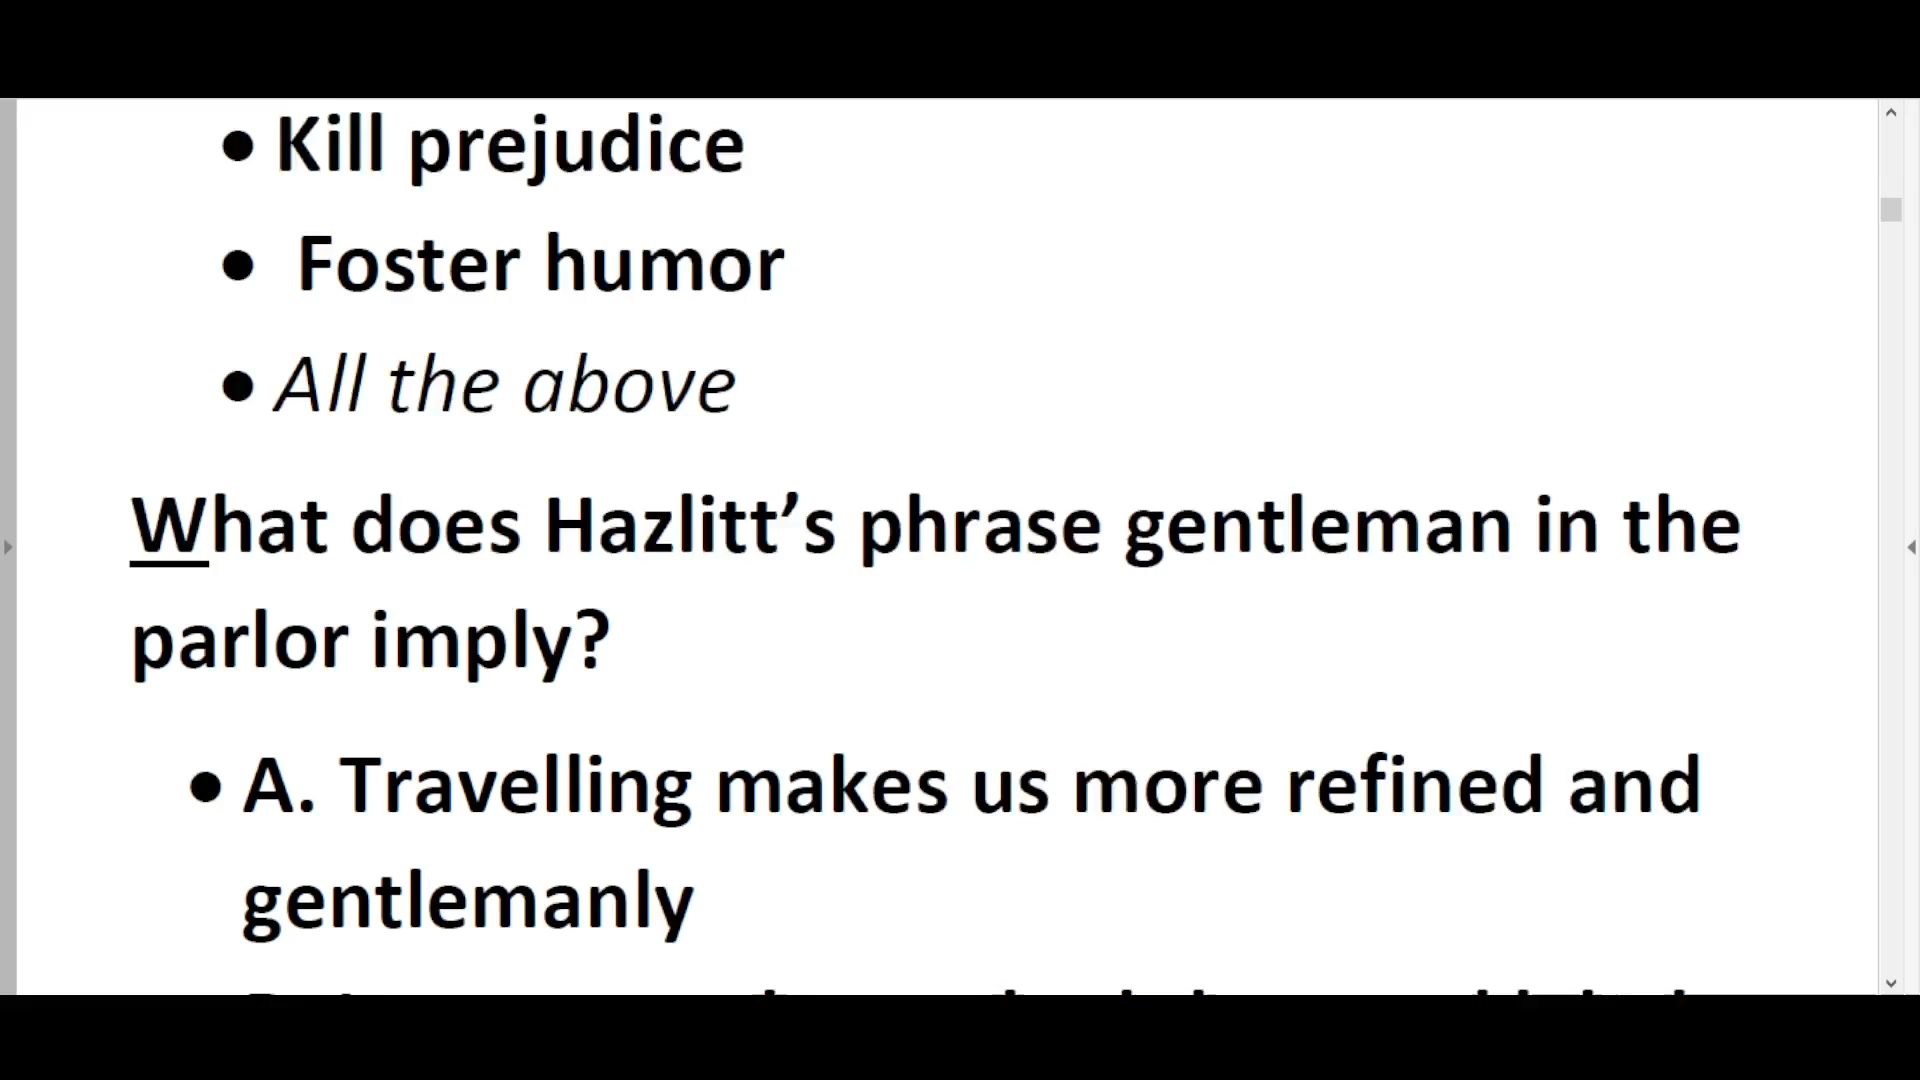 • Kill prejudice
• Foster humor
• All the above
What does Hazlitt’s phrase gentleman in the
parlor imply?
• A. Travelling makes us more refined and
gentlemanly